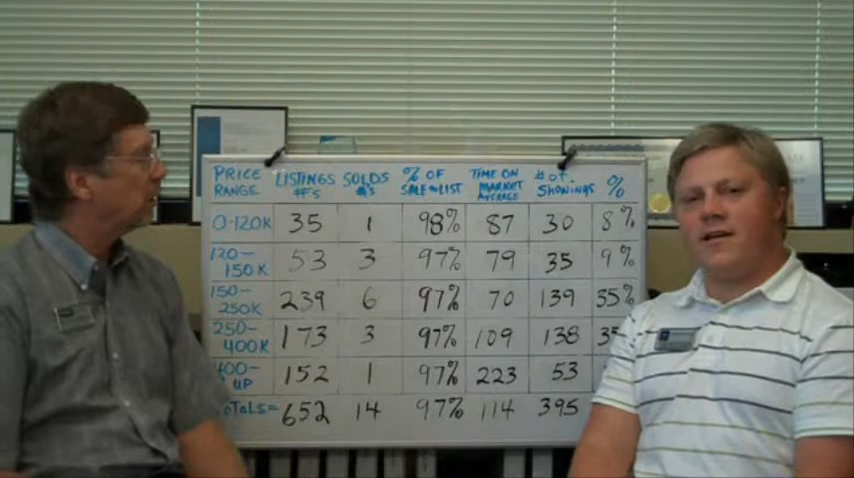 PRICE RANGE LISTINGS #'S SOLDS #'S % OF SALE to LIST TIME ON MARKET AVERAGE # OF. SHOWINGS %
0-120K 35 1 98% 87 30 8%
120-150K 53 3 97% 79 35 9%
150-250K 239 6 97% 70 139 35%
250-400K 173 3 97% 109 138
UP 152 1 97% 223 53
652 14 97% 114 395